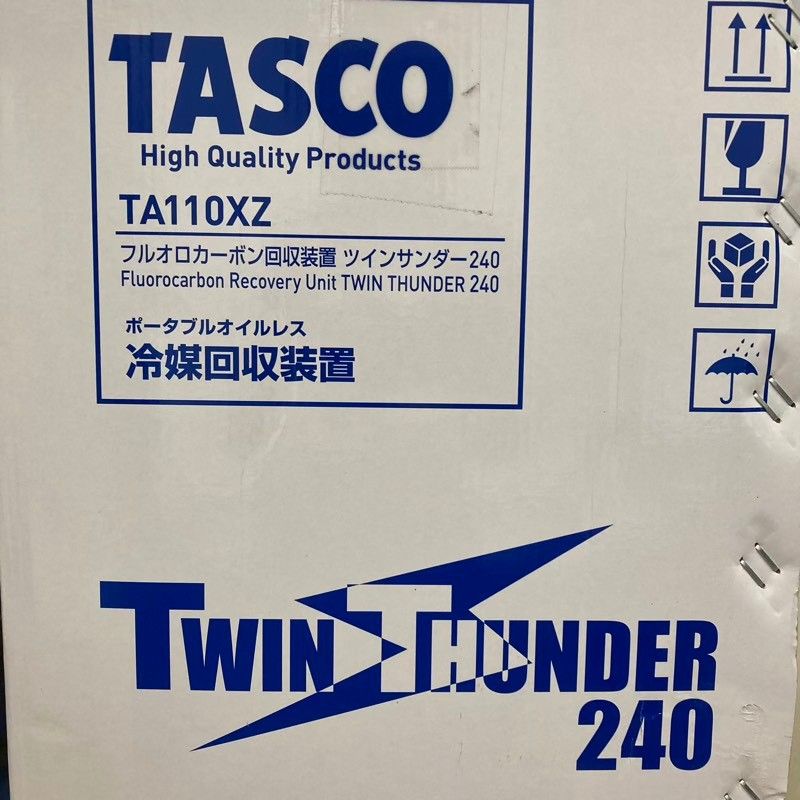 TASCO
High Quality Products
TA110XZ
フルオロカーボン回収装置 ツインサンダー240
Fluorocarbon Recovery Unit TWIN THUNDER 240
ポータブルオイルレス
冷媒回収装置
TWIN THUNDER
240